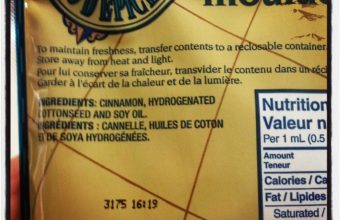 To maintain freshness, transfer contents to a reclosable container
Store away from heat and light.
Pour lui conserver sa fraîcheur, transvider le contenu dans un réci
Garder à l'écart de la chaleur et de la lumière.
INGREDIENTS: CINNAMON, HYDROGENATED
COTTONSEED AND SOY OIL.
INGRÉDIENTS: CANNELLE, HUILES DE COTON
ET DE SOYA HYDROGÉNÉES.
3175 16:19
Nutrition
Valeur n
Per 1 mL (0.5
Amount
Teneur
Calories / Ca
Fat / Lipides
Saturated /